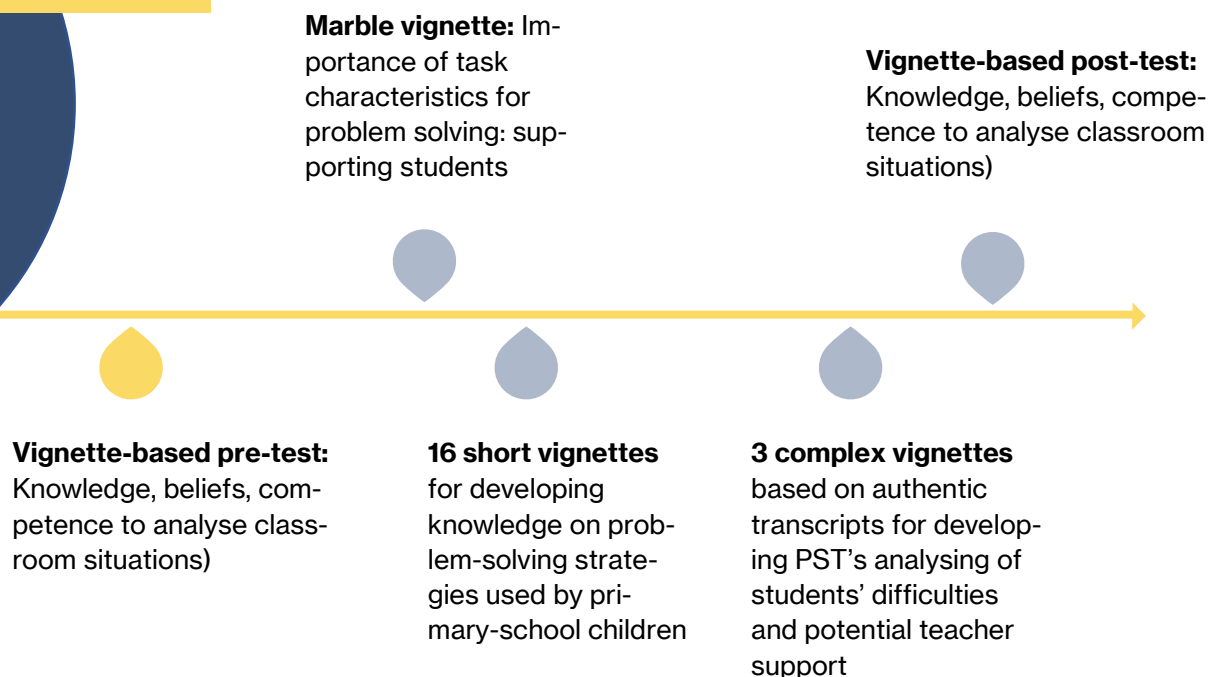 Marble vignette: Im-
portance of task
characteristics for
problem solving: sup-
porting students
Vignette-based post-test:
Knowledge, beliefs, compe-
tence to analyse classroom
situations)
Vignette-based pre-test:
Knowledge, beliefs, com-
petence to analyse class-
room situations)
16 short vignettes
for developing
knowledge on prob-
lem-solving strate-
gies used by pri-
mary-school children
3 complex vignettes
based on authentic
transcripts for develop-
ing PST’s analysing of
students’ difficulties
and potential teacher
support